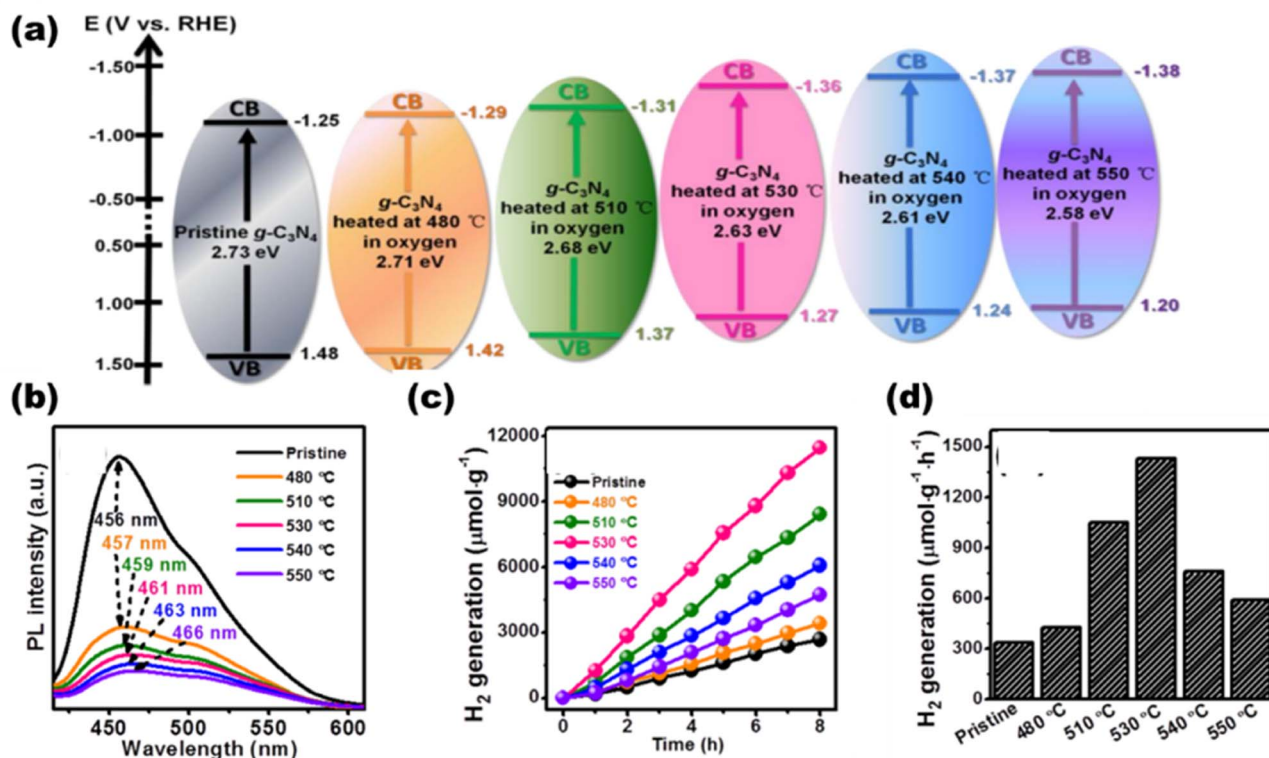 (a)
E (V vs. RHE)
-1.50
-1.00
-0.50
0.50
1.00
1.50
CB
-1.25
Pristine g-C₃N₄
2.73 eV
1.48
VB
CB
-1.29
g-C₃N₄
heated at 480 ℃
in oxygen
2.71 eV
1.42
VB
CB
-1.31
g-C₃N₄
heated at 510 ℃
in oxygen
2.68 eV
1.37
VB
CB
-1.36
g-C₃N₄
heated at 530 ℃
in oxygen
2.63 eV
1.27
VB
CB
-1.37
g-C₃N₄
heated at 540 ℃
in oxygen
2.61 eV
1.24
VB
CB
-1.38
g-C₃N₄
heated at 550 ℃
in oxygen
2.58 eV
1.20
VB
(b)
PL intensity (a.u.)
456 nm
457 nm
459 nm
461 nm
463 nm
466 nm
Pristine
480 °C
510 °C
530 °C
540 °C
550 °C
450
500
550
600
Wavelength (nm)
(c)
H₂ generation (μmol·g⁻¹)
12000
9000
6000
3000
0
Pristine
480 °C
510 °C
530 °C
540 °C
550 °C
0 1 2 3 4 5 6 7 8
Time (h)
(d)
H₂ generation (μmol·g⁻¹·h⁻¹)
1500
1200
900
600
300
0
Pristine
480 °C
510 °C
530 °C
540 °C
550 °C